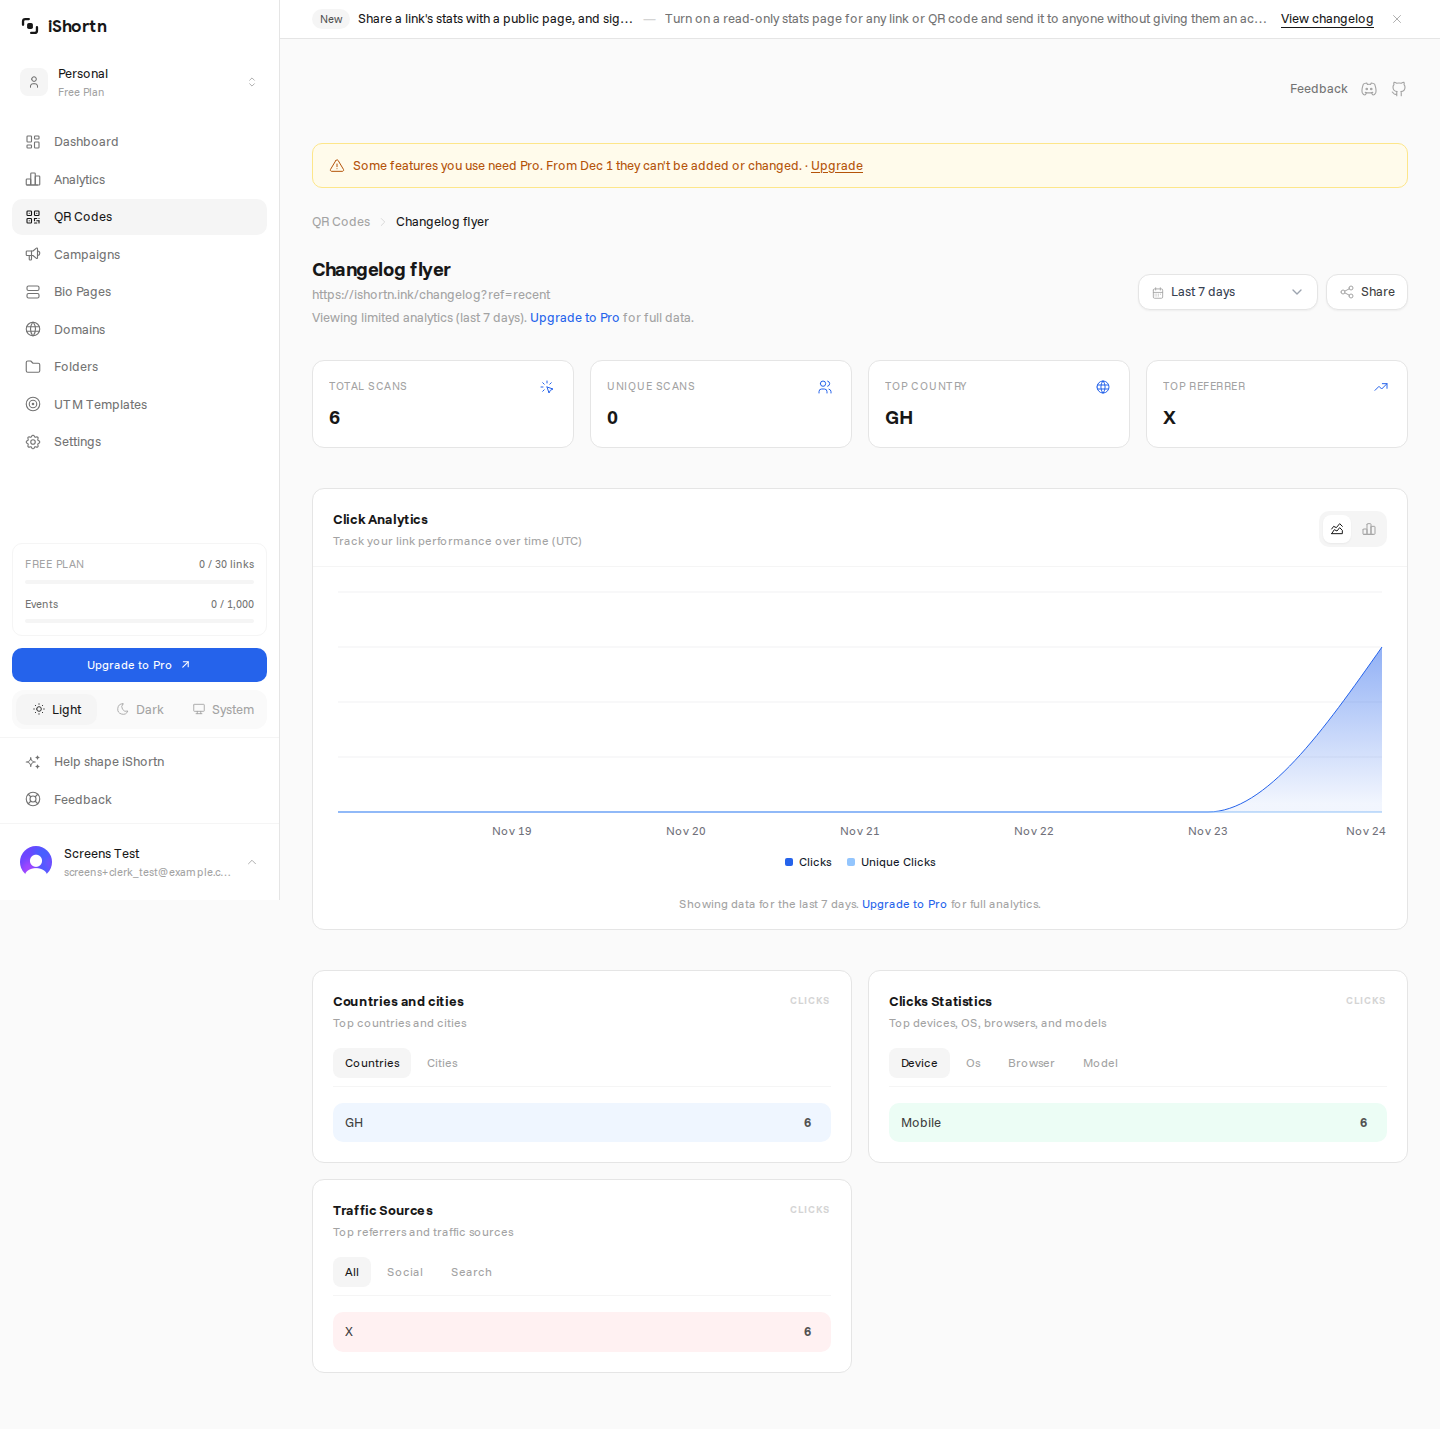 iShortn
Personal
Free Plan
Dashboard
Analytics
QR Codes
Campaigns
Bio Pages
Domains
Folders
UTM Templates
Settings
FREE PLAN 0 / 30 links
Events 0 / 1,000
Upgrade to Pro
Light Dark System
Help shape iShortn
Feedback
Screens Test
screens+clerk_test@example.c...
New Share a link's stats with a public page, and sig... — Turn on a read-only stats page for any link or QR code and send it to anyone without giving them an ac... View changelog
Feedback
Some features you use need Pro. From Dec 1 they can't be added or changed. · Upgrade
QR Codes > Changelog flyer
Changelog flyer
https://ishortn.ink/changelog?ref=recent
Viewing limited analytics (last 7 days). Upgrade to Pro for full data.
Last 7 days Share
TOTAL SCANS
6
UNIQUE SCANS
0
TOP COUNTRY
GH
TOP REFERRER
X
Click Analytics
Track your link performance over time (UTC)
Nov 19 Nov 20 Nov 21 Nov 22 Nov 23 Nov 24
Clicks Unique Clicks
Showing data for the last 7 days. Upgrade to Pro for full analytics.
Countries and cities CLICKS
Top countries and cities
Countries Cities
GH 6
Clicks Statistics CLICKS
Top devices, OS, browsers, and models
Device Os Browser Model
Mobile 6
Traffic Sources CLICKS
Top referrers and traffic sources
All Social Search
X 6